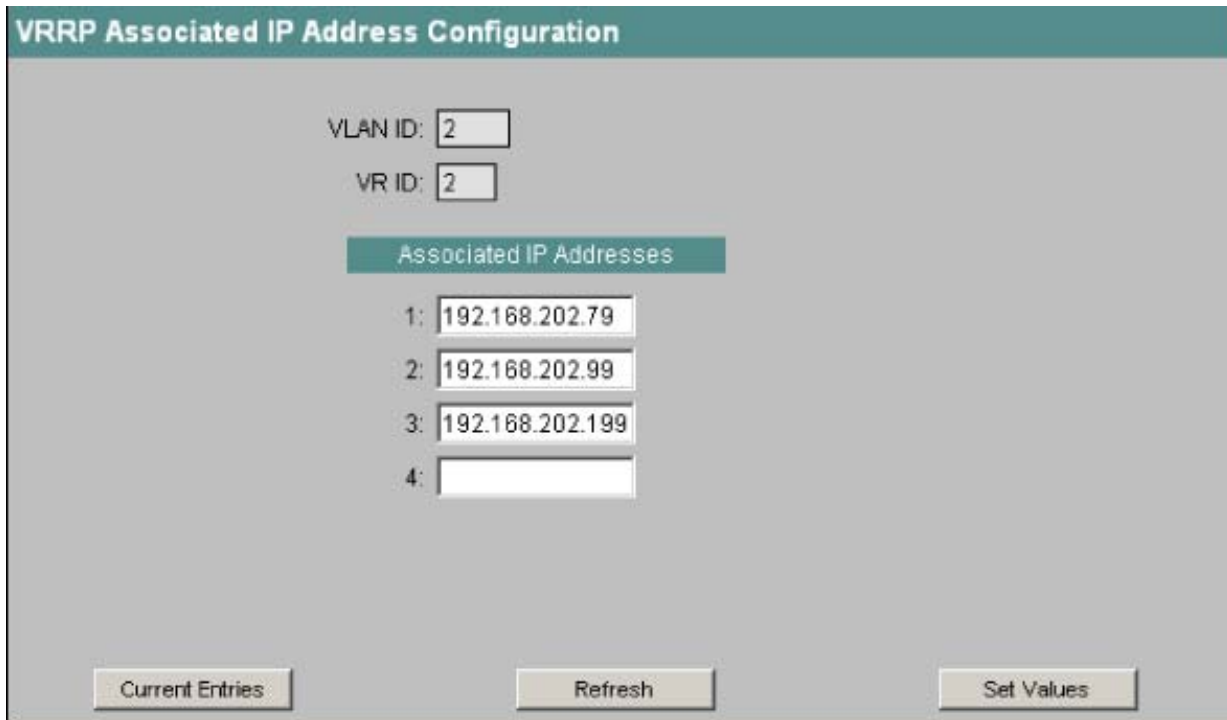 VRRP Associated IP Address Configuration
VLAN ID: 2
VR ID: 2
Associated IP Addresses
1: 192.168.202.79
2: 192.168.202.99
3: 192.168.202.199
4:
Current Entries Refresh Set Values